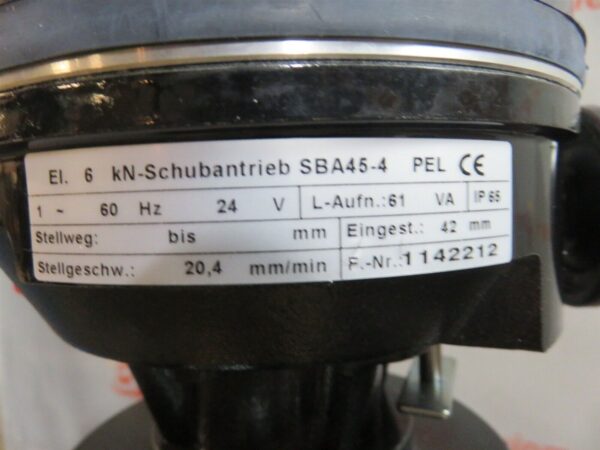 El. 6 kN-Schubantrieb SBA45-4 PEL CE
1 ~ 60 Hz 24 V L-Aufn.:61 VA IP 65
Stellweg: bis mm Eingest.: 42 mm
Stellgeschw.: 20,4 mm/min F.-Nr.:1142212